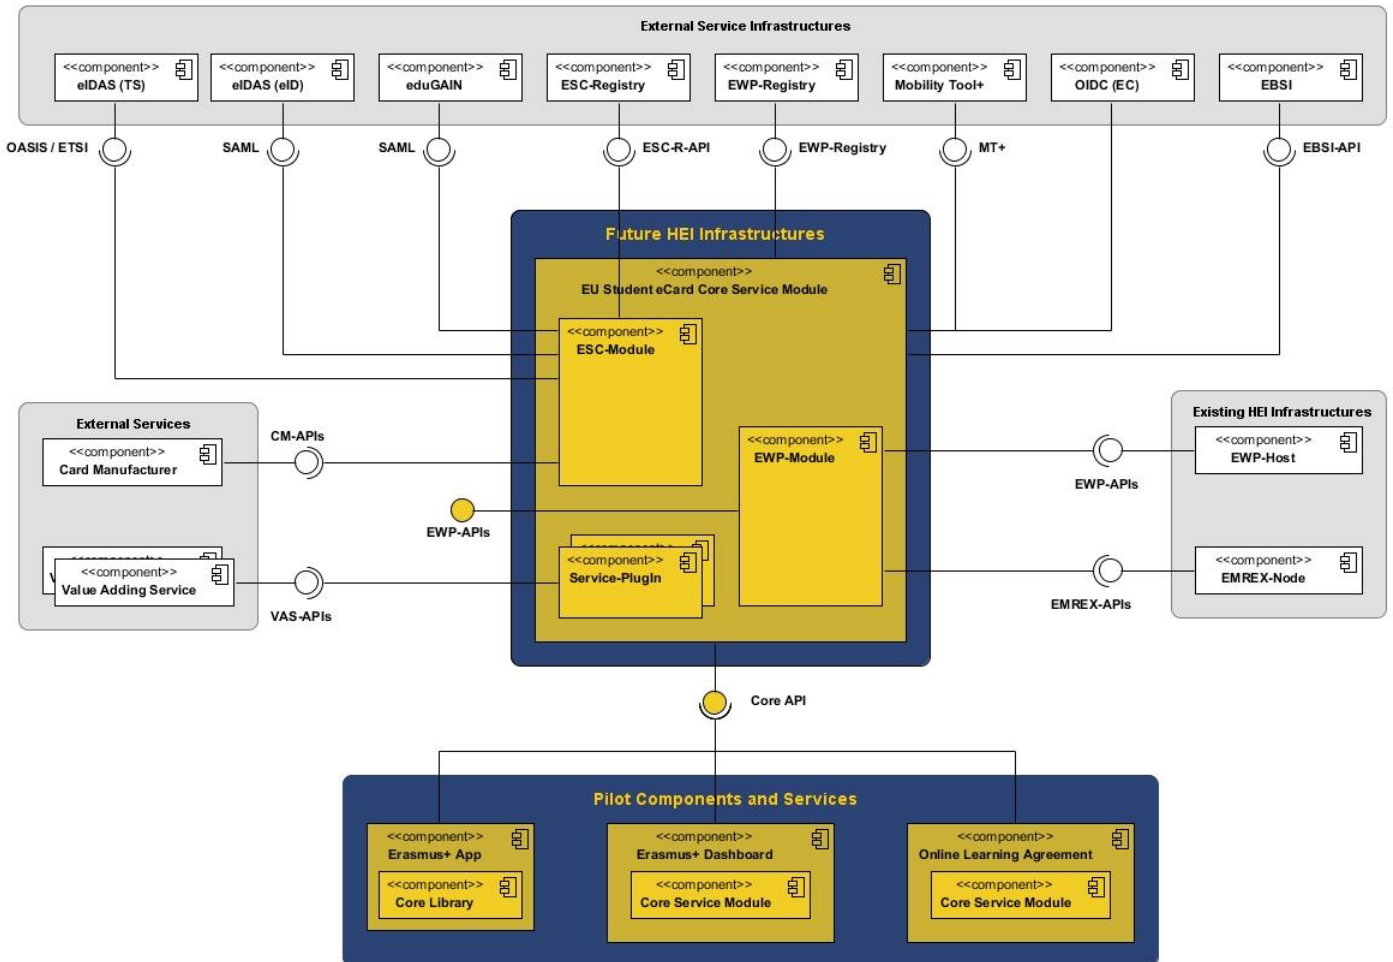 External Service Infrastructures
<<component>>
eIDAS (TS)
<<component>>
eIDAS (eID)
<<component>>
eduGAIN
<<component>>
ESC-Registry
<<component>>
EWP-Registry
<<component>>
Mobility Tool+
<<component>>
OIDC (EC)
<<component>>
EBSI
OASIS / ETSI
SAML
SAML
ESC-R-API
EWP-Registry
MT+
EBSI-API
Future HEI Infrastructures
<<component>>
EU Student eCard Core Service Module
<<component>>
ESC-Module
External Services
<<component>>
Card Manufacturer
CM-APIs
<<component>>
EWP-Module
Existing HEI Infrastructures
<<component>>
EWP-Host
EWP-APIs
EWP-APIs
<<component>>
Value Adding Service
VAS-APIs
<<component>>
Service-PlugIn
<<component>>
EMREX-Node
EMREX-APIs
Core API
Pilot Components and Services
<<component>>
Erasmus+ App
<<component>>
Core Library
<<component>>
Erasmus+ Dashboard
<<component>>
Core Service Module
<<component>>
Online Learning Agreement
<<component>>
Core Service Module